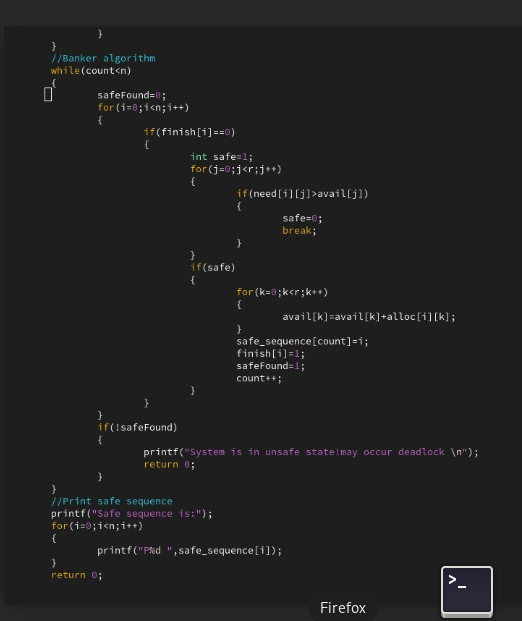 }
}
//Banker algorithm
while(count<n)
{
safeFound=0;
for(i=0;i<n;i++)
{
if(finish[i]==0)
{
int safe=1;
for(j=0;j<r;j++)
{
if(need[i][j]>avail[j])
{
safe=0;
break;
}
}
if(safe)
{
for(k=0;k<r;k++)
{
avail[k]=avail[k]+alloc[i][k];
}
safe_sequence[count]=i;
finish[i]=1;
safeFound=1;
count++;
}
}
}
if(!safeFound)
{
printf("System is in unsafe state!may occur deadlock \n");
return 0;
}
}
//Print safe sequence
printf("Safe sequence is:");
for(i=0;i<n;i++)
{
printf("P%d ",safe_sequence[i]);
}
return 0;
>_
Firefox